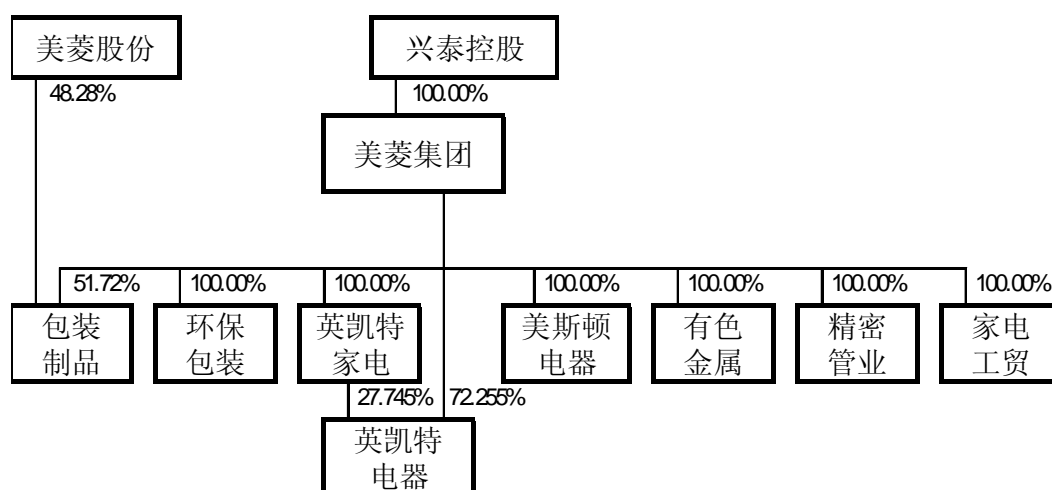 美菱股份
兴泰控股
48.28%
100.00%
美菱集团
51.72%
100.00%
100.00%
100.00%
100.00%
100.00%
100.00%
包装
制品
环保
包装
英凯特
家电
美斯顿
电器
有色
金属
精密
管业
家电
工贸
27.745%
72.255%
英凯特
电器